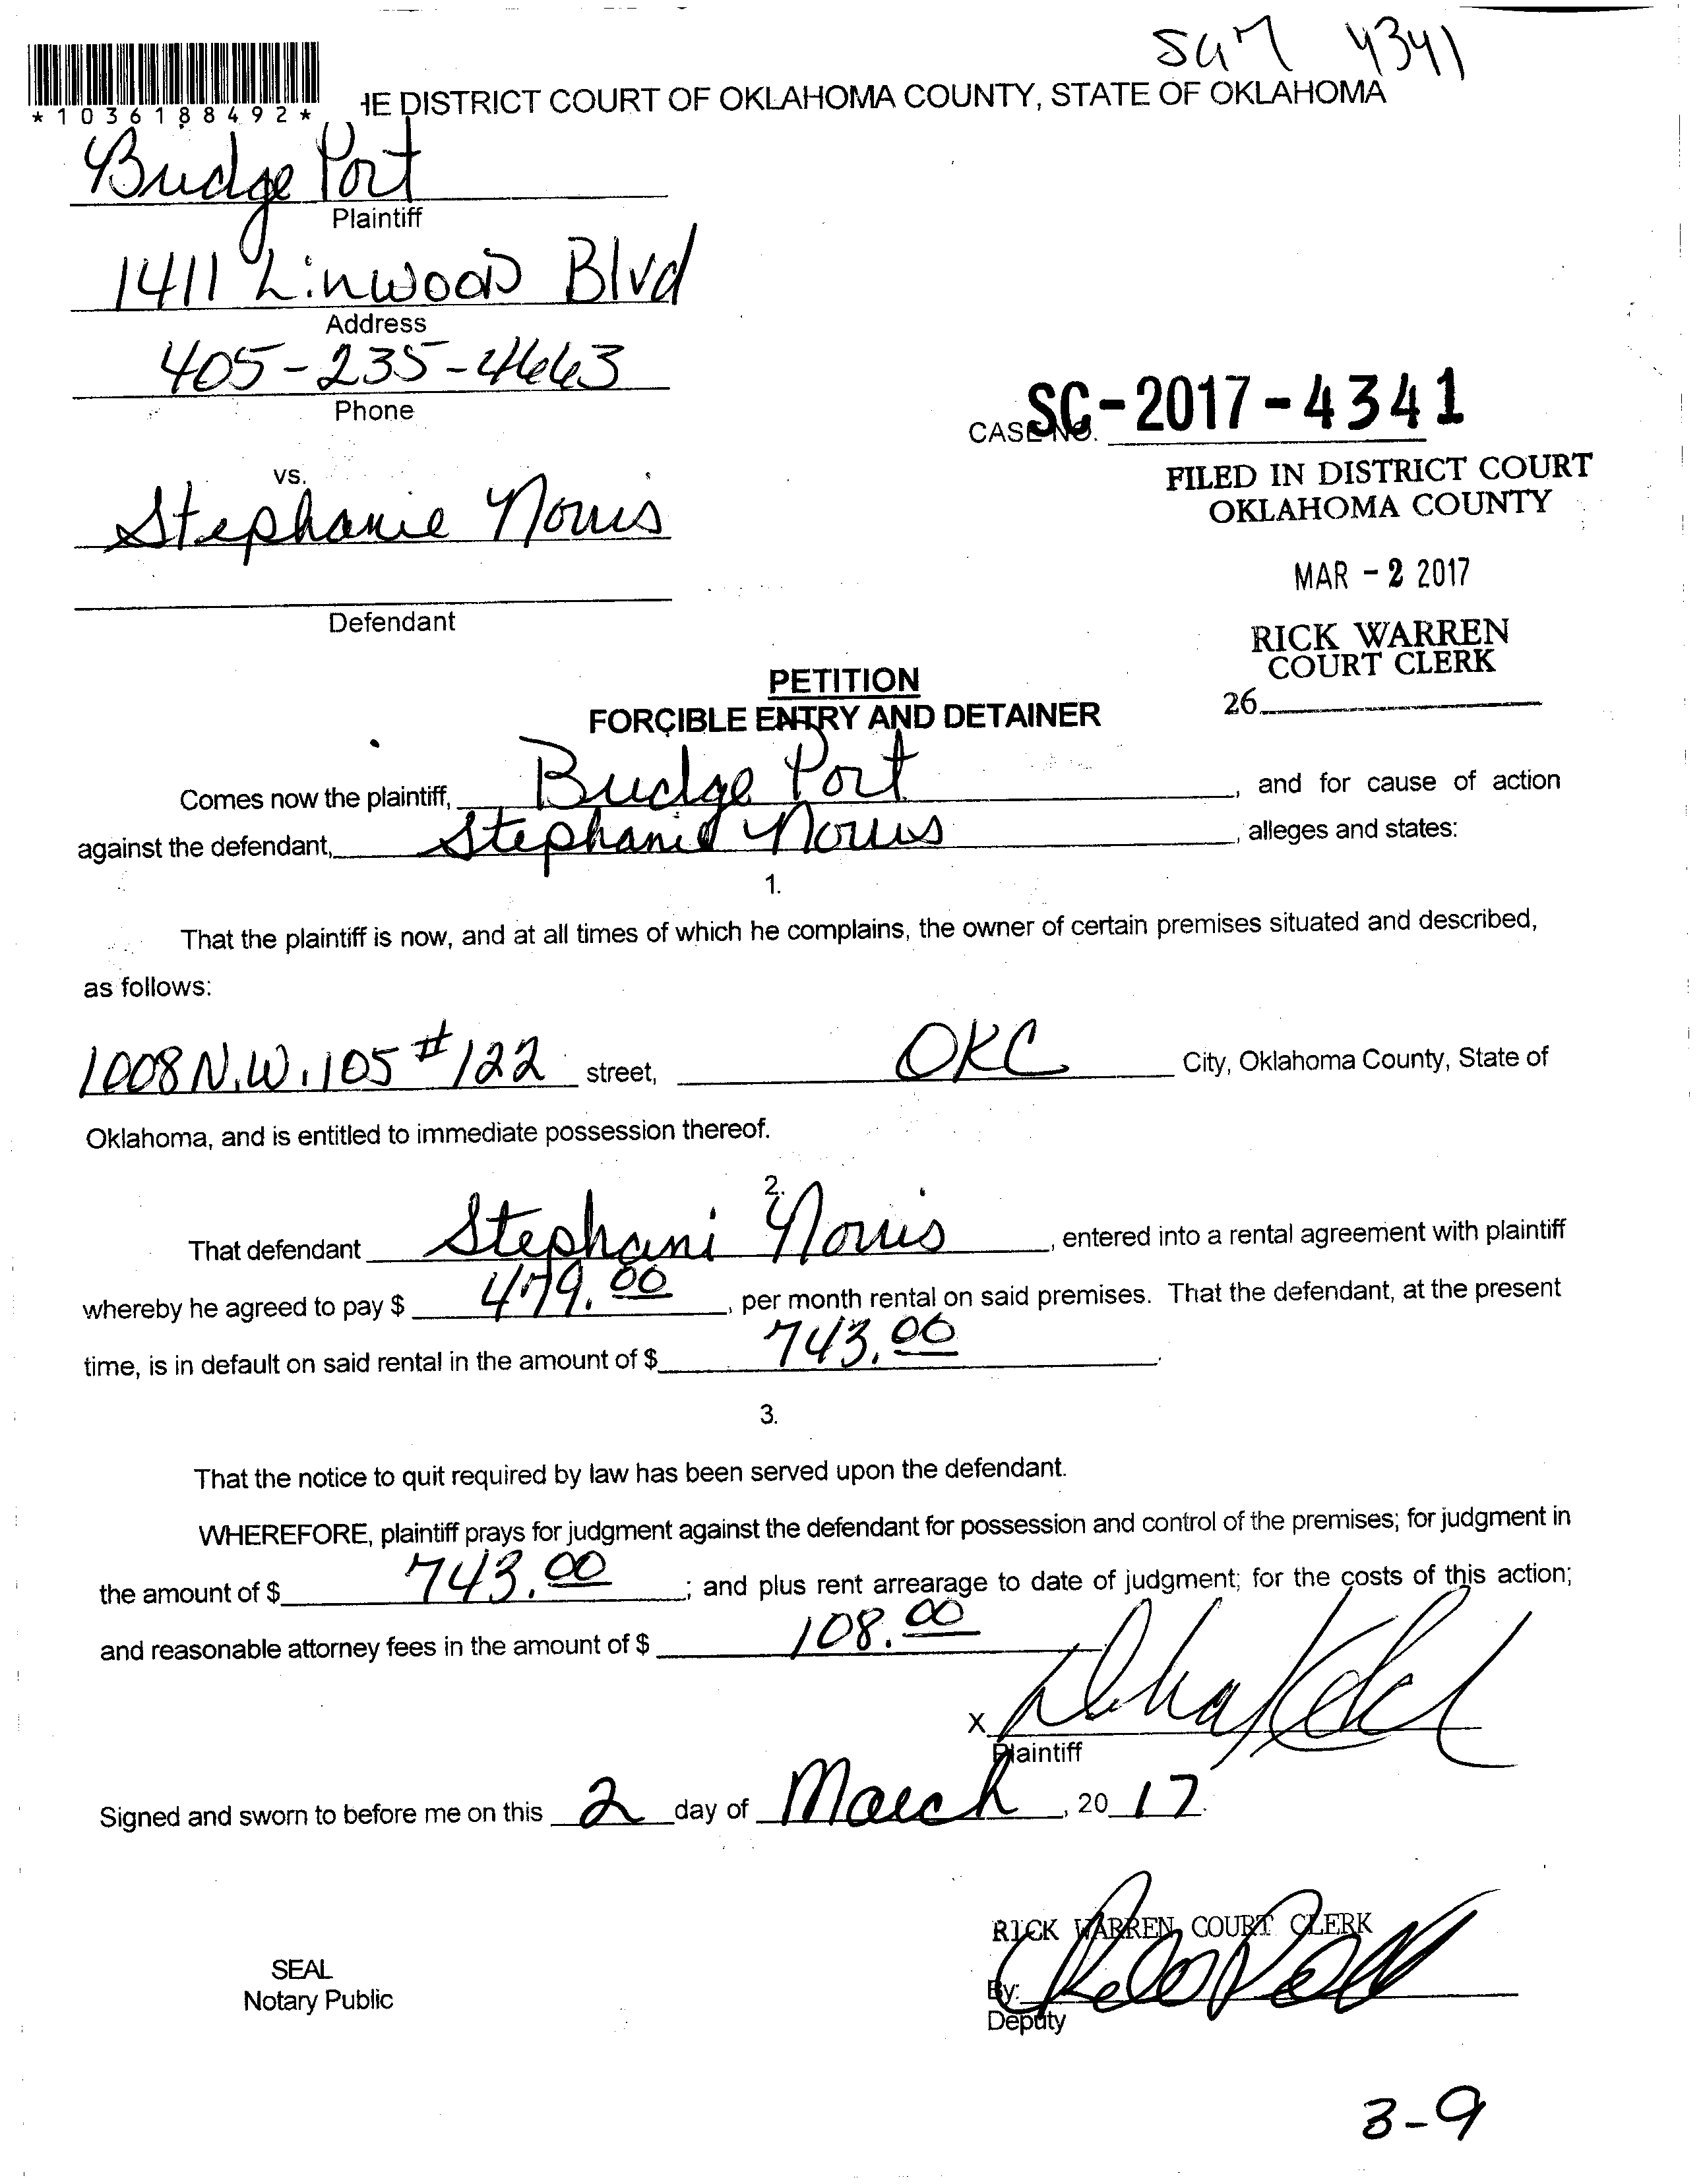 SC17 4341
*1036188492*
HE DISTRICT COURT OF OKLAHOMA COUNTY, STATE OF OKLAHOMA
Budge Port
Plaintiff
1411 Linwood Blvd
Address
405-235-4663
Phone
CASE NO. SC-2017-4341
vs.
FILED IN DISTRICT COURT
OKLAHOMA COUNTY
Stephanie Norris
MAR -2 2017
Defendant
RICK WARREN
COURT CLERK
26
PETITION
FORCIBLE ENTRY AND DETAINER
Comes now the plaintiff, Budge Port, and for cause of action
against the defendant, Stephanie Norris, alleges and states:
1.
That the plaintiff is now, and at all times of which he complains, the owner of certain premises situated and described,
as follows:
1008 N.W. 105 #122 street, OKC City, Oklahoma County, State of
Oklahoma, and is entitled to immediate possession thereof.
2.
That defendant Stephani Norris, entered into a rental agreement with plaintiff
whereby he agreed to pay $ 479.00, per month rental on said premises. That the defendant, at the present
time, is in default on said rental in the amount of $ 743.00.
3.
That the notice to quit required by law has been served upon the defendant.
WHEREFORE, plaintiff prays for judgment against the defendant for possession and control of the premises; for judgment in
the amount of $ 743.00; and plus rent arrearage to date of judgment; for the costs of this action;
and reasonable attorney fees in the amount of $ 108.00
X
Plaintiff
Signed and sworn to before me on this 2 day of March, 20 17.
RICK WARREN, COURT CLERK
SEAL
Notary Public
By:
Deputy
3-9